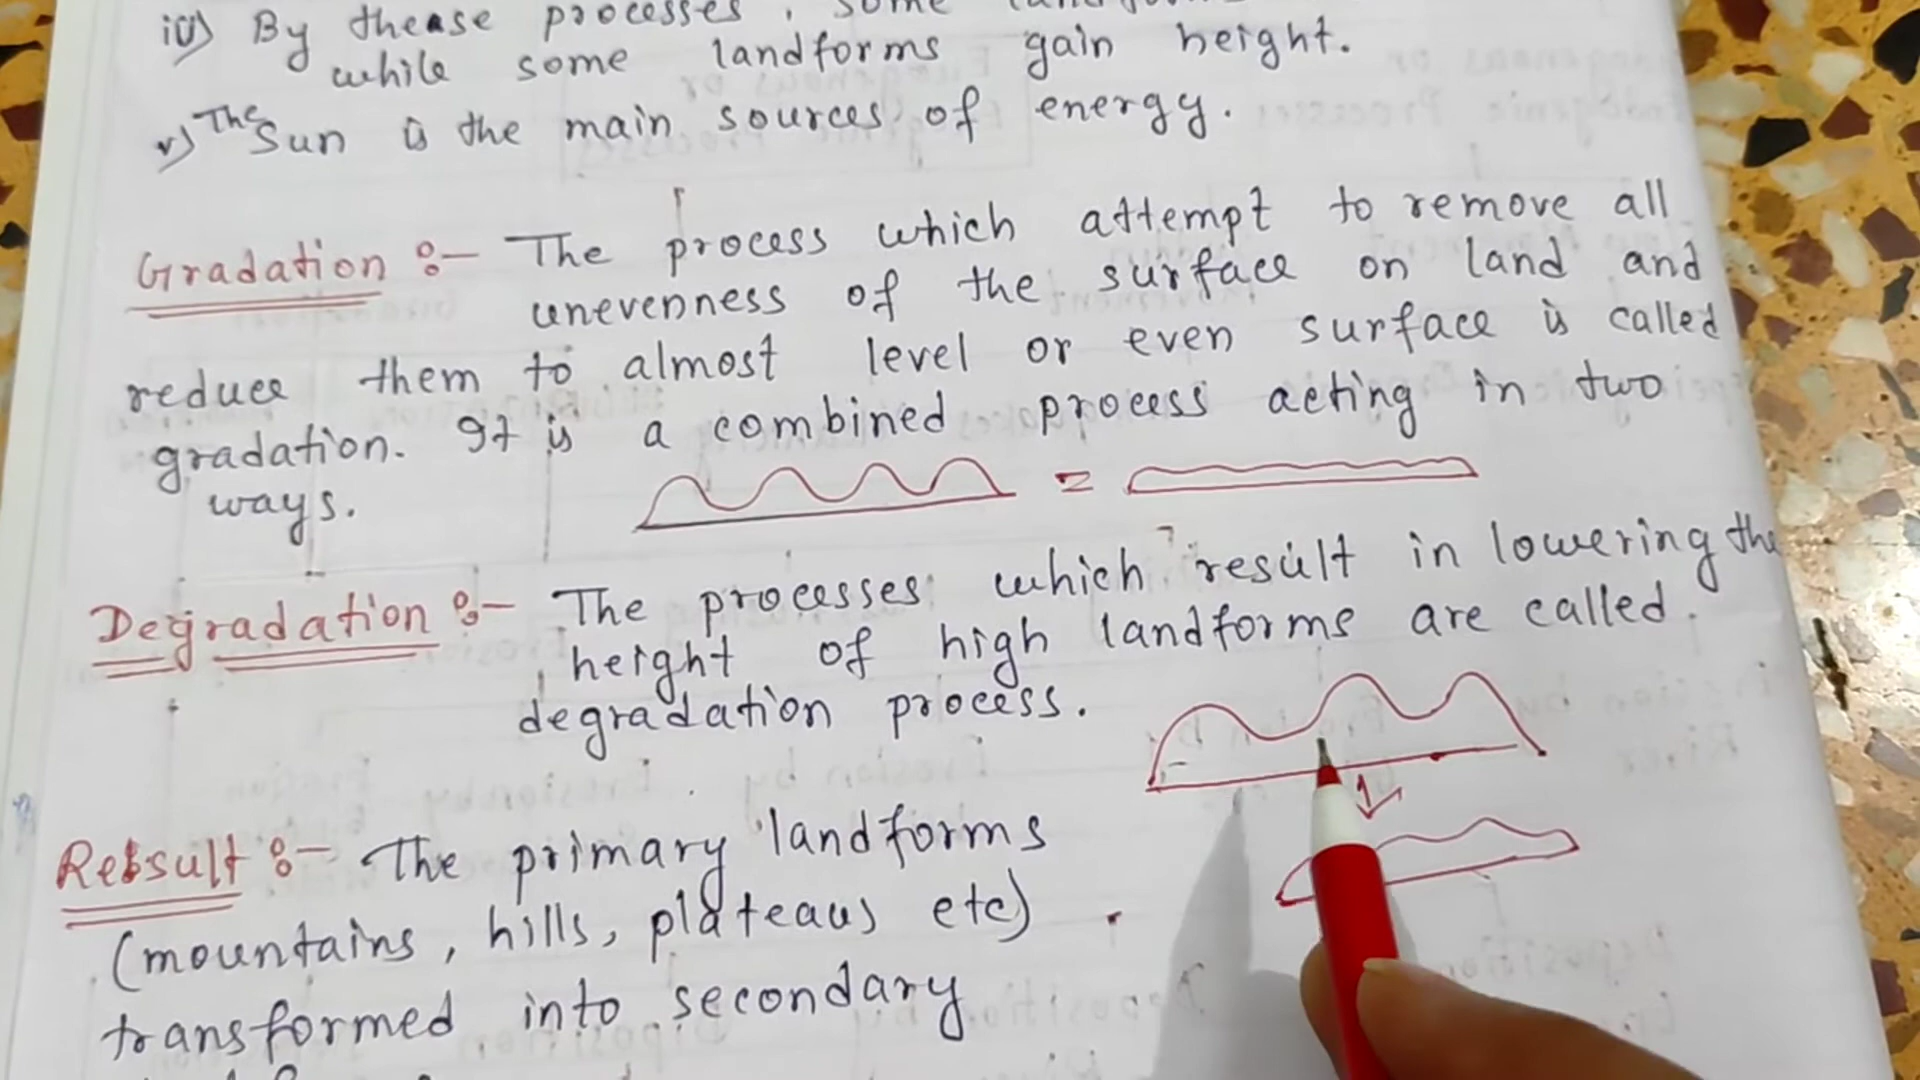 iv) By thease processes, some
while some landforms gain height.
v) The Sun is the main sources of energy.
Gradation :- The process which attempt to remove all
unevenness of the surface on land and
reduce them to almost level or even surface is called
gradation. It is a combined process acting in two
ways.
=
Degradation :- The processes which result in lowering the
height of high landforms are called
degradation process.
Result :- The primary landforms
(mountains, hills, plateaus etc)
transformed into secondary